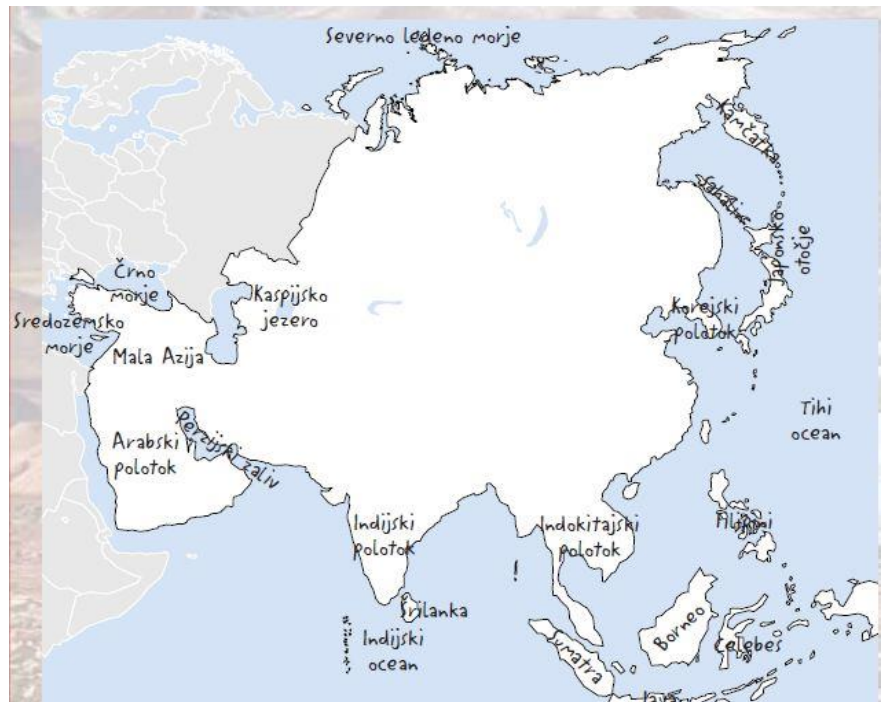 Severno ledeno morje
Kamčatka
Sahalin
Japonsko
otočje
Črno
morje
Kaspijsko
jezero
Sredozemsko
morje
Mala Azija
Korejski
polotok
Tihi
ocean
Perzijski zaliv
Arabski
polotok
Indijski
polotok
Indokitajski
polotok
Filipini
Šrilanka
Indijski
ocean
Sumatra
Borneo
Celebes
Java